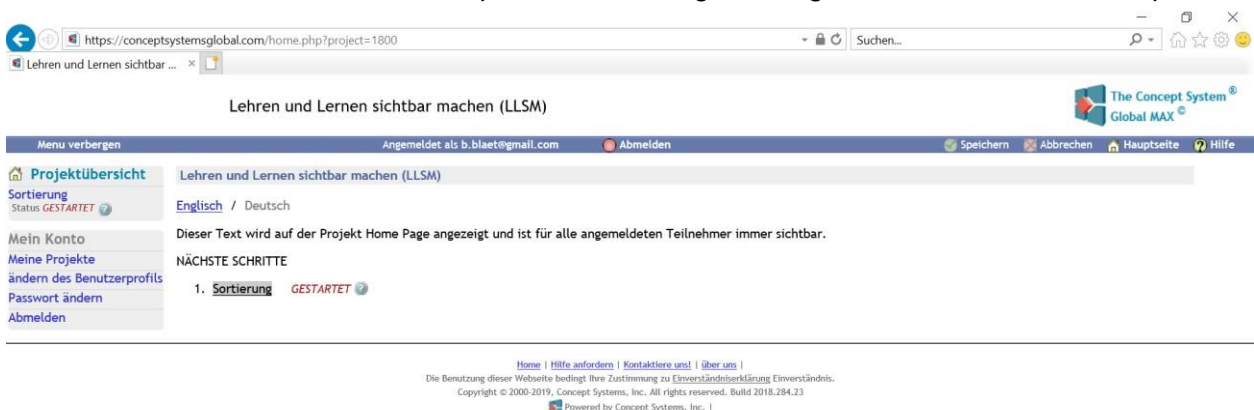 https://conceptsystemsglobal.com/home.php?project=1800
Suchen...
Lehren und Lernen sichtbar ...
Lehren und Lernen sichtbar machen (LLSM)
The Concept System ®
Global MAX ©
Menu verbergen
Angemeldet als b.blaet@gmail.com
Abmelden
Speichern
Abbrechen
Hauptseite
Hilfe
Projektübersicht
Sortierung
Status GESTARTET
Mein Konto
Meine Projekte
ändern des Benutzerprofils
Passwort ändern
Abmelden
Lehren und Lernen sichtbar machen (LLSM)
Englisch / Deutsch
Dieser Text wird auf der Projekt Home Page angezeigt und ist für alle angemeldeten Teilnehmer immer sichtbar.
NÄCHSTE SCHRITTE
1. Sortierung GESTARTET
Home | Hilfe anfordern | Kontaktiere uns! | über uns |
Die Benutzung dieser Webseite bedingt Ihre Zustimmung zu Einverständniserklärung Einverständnis.
Copyright © 2000-2019, Concept Systems, Inc. All rights reserved. Build 2018.284.23
Powered by Concept Systems, Inc. |